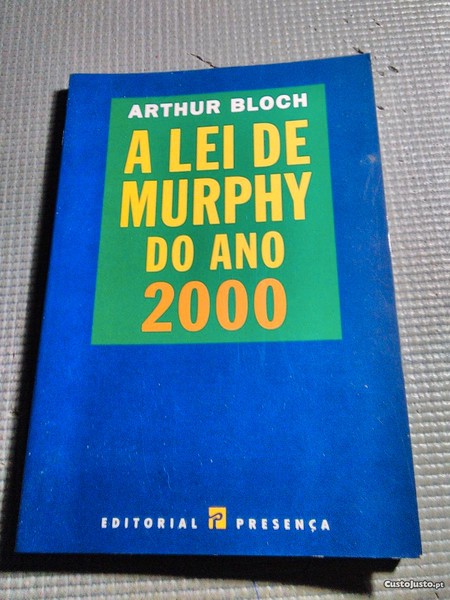 ARTHUR BLOCH
A LEI DE
MURPHY
DO ANO
2000
EDITORIAL P PRESENÇA
CustoJusto.pt